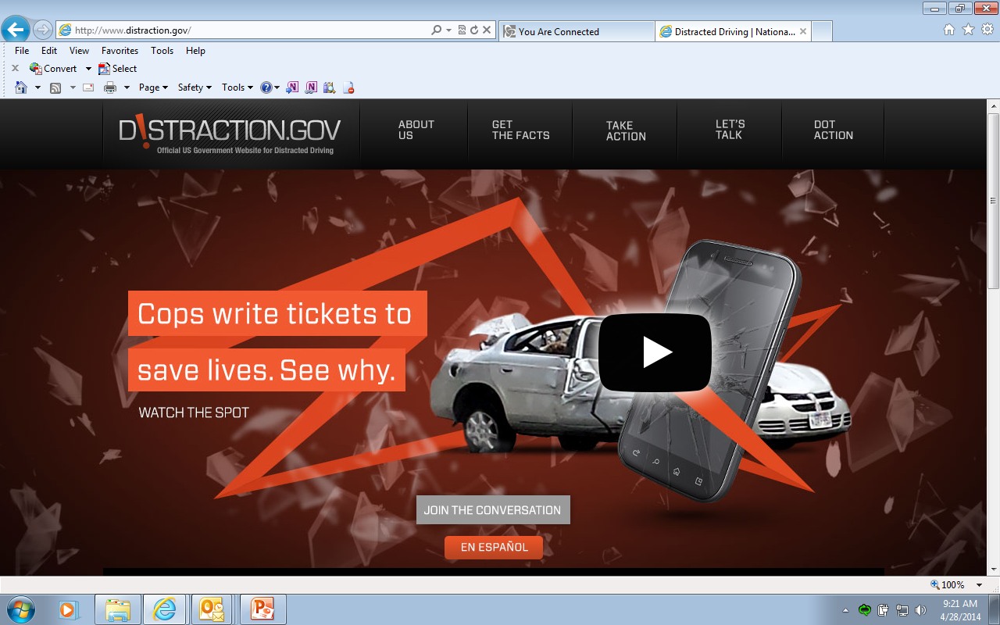 http://www.distraction.gov/
You Are Connected
Distracted Driving | Nationa...
File Edit View Favorites Tools Help
Convert Select
Page Safety Tools
D!STRACTION.GOV
Official US Government Website for Distracted Driving
ABOUT
US
GET
THE FACTS
TAKE
ACTION
LET'S
TALK
DOT
ACTION
Cops write tickets to
save lives. See why.
WATCH THE SPOT
JOIN THE CONVERSATION
EN ESPAÑOL
100%
9:21 AM
4/28/2014